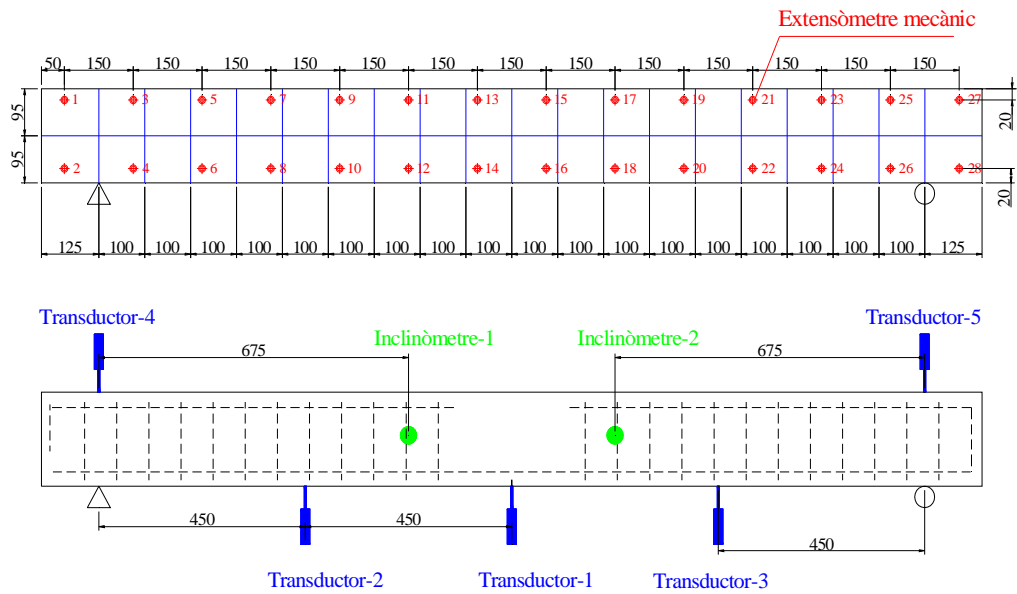 Extensòmetre mecànic
50 150 150 150 150 150 150 150 150 150
95 1 3 5 7 9 11 13 15 17 19 21 23 25 27 20
95 2 4 6 8 10 12 14 16 18 20 22 24 26 28 20
125 100 100 100 100 100 100 100 100 100 100 100 100 100 100 100 100 100 100 125
Transductor-4 Transductor-5
Inclinòmetre-1 Inclinòmetre-2
675 675
450 450 450
Transductor-2 Transductor-1 Transductor-3